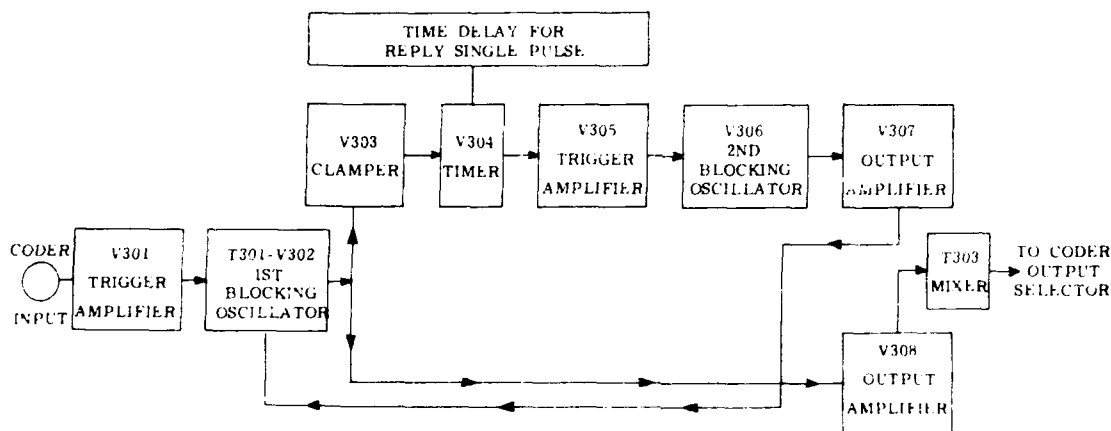 TIME DELAY FOR
REPLY SINGLE PULSE
V303
CLAMPER
V304
TIMER
V305
TRIGGER
AMPLIFIER
V306
2ND
BLOCKING
OSCILLATOR
V307
OUTPUT
AMPLIFIER
CODER
INPUT
V301
TRIGGER
AMPLIFIER
T301-V302
1ST
BLOCKING
OSCILLATOR
T303
MIXER
TO CODER
OUTPUT
SELECTOR
V308
OUTPUT
AMPLIFIER